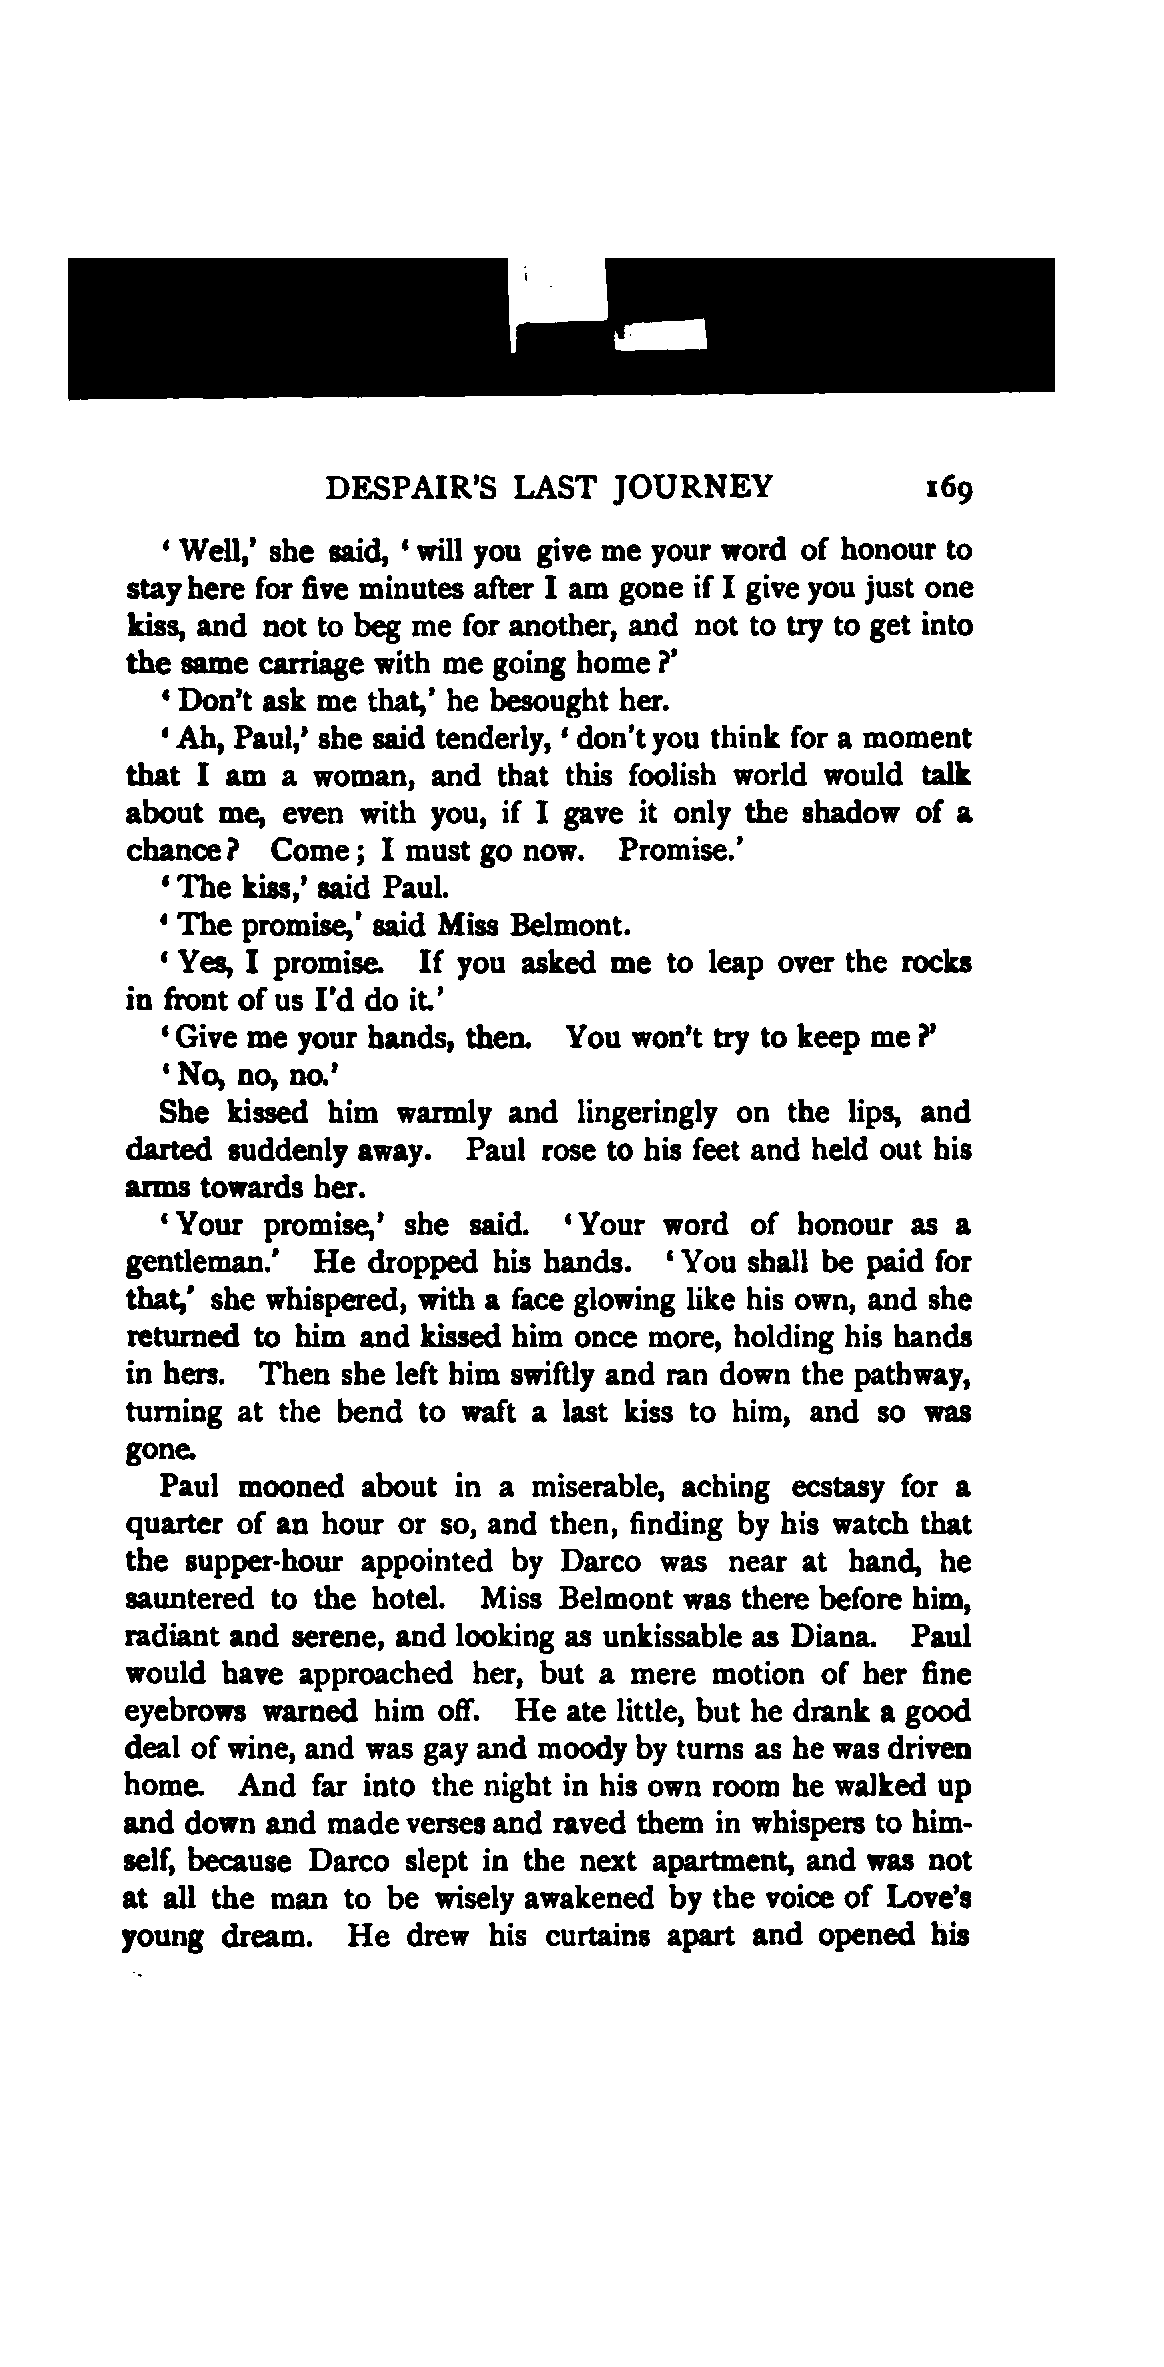 DESPAIR'S LAST JOURNEY 169
'Well,' she said, 'will you give me your word of honour to
stay here for five minutes after I am gone if I give you just one
kiss, and not to beg me for another, and not to try to get into
the same carriage with me going home?'
'Don't ask me that,' he besought her.
'Ah, Paul,' she said tenderly, 'don't you think for a moment
that I am a woman, and that this foolish world would talk
about me, even with you, if I gave it only the shadow of a
chance? Come; I must go now. Promise.'
'The kiss,' said Paul.
'The promise,' said Miss Belmont.
'Yes, I promise. If you asked me to leap over the rocks
in front of us I'd do it.'
'Give me your hands, then. You won't try to keep me?'
'No, no, no.'
She kissed him warmly and lingeringly on the lips, and
darted suddenly away. Paul rose to his feet and held out his
arms towards her.
'Your promise,' she said. 'Your word of honour as a
gentleman.' He dropped his hands. 'You shall be paid for
that,' she whispered, with a face glowing like his own, and she
returned to him and kissed him once more, holding his hands
in hers. Then she left him swiftly and ran down the pathway,
turning at the bend to waft a last kiss to him, and so was
gone.
Paul mooned about in a miserable, aching ecstasy for a
quarter of an hour or so, and then, finding by his watch that
the supper-hour appointed by Darco was near at hand, he
sauntered to the hotel. Miss Belmont was there before him,
radiant and serene, and looking as unkissable as Diana. Paul
would have approached her, but a mere motion of her fine
eyebrows warned him off. He ate little, but he drank a good
deal of wine, and was gay and moody by turns as he was driven
home. And far into the night in his own room he walked up
and down and made verses and raved them in whispers to him-
self, because Darco slept in the next apartment, and was not
at all the man to be wisely awakened by the voice of Love's
young dream. He drew his curtains apart and opened his